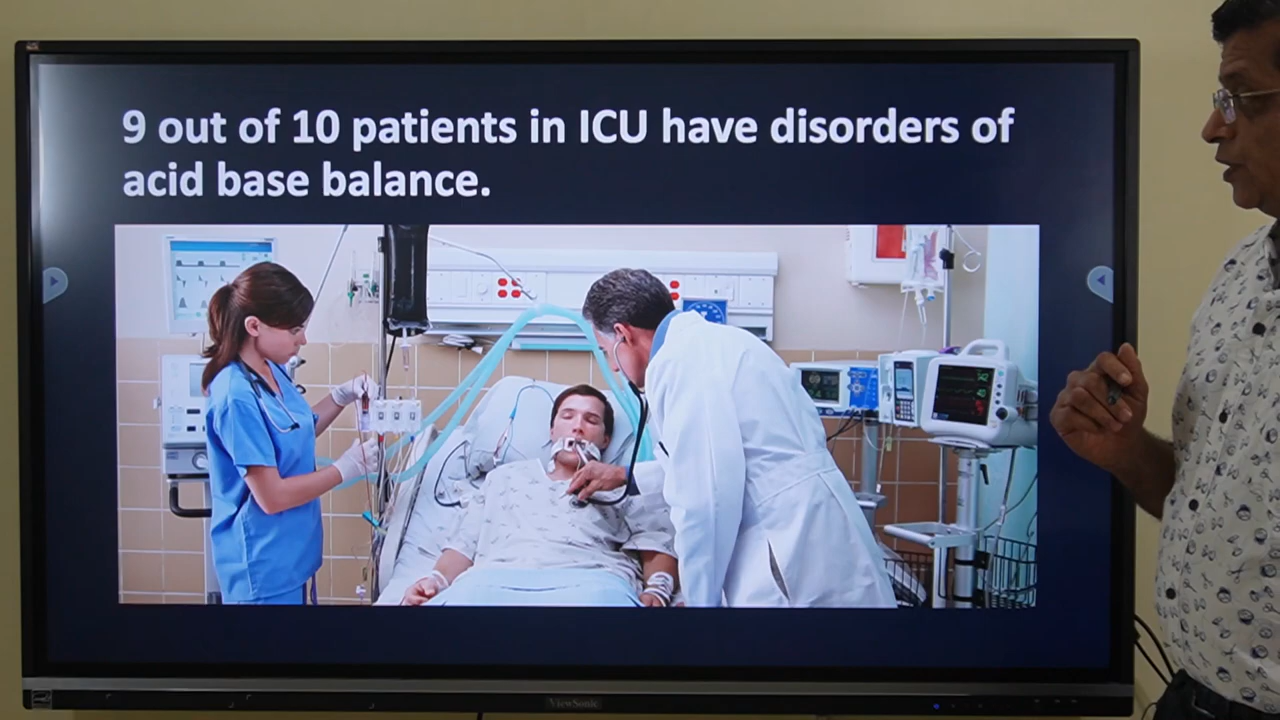 9 out of 10 patients in ICU have disorders of
acid base balance.
ViewSonic